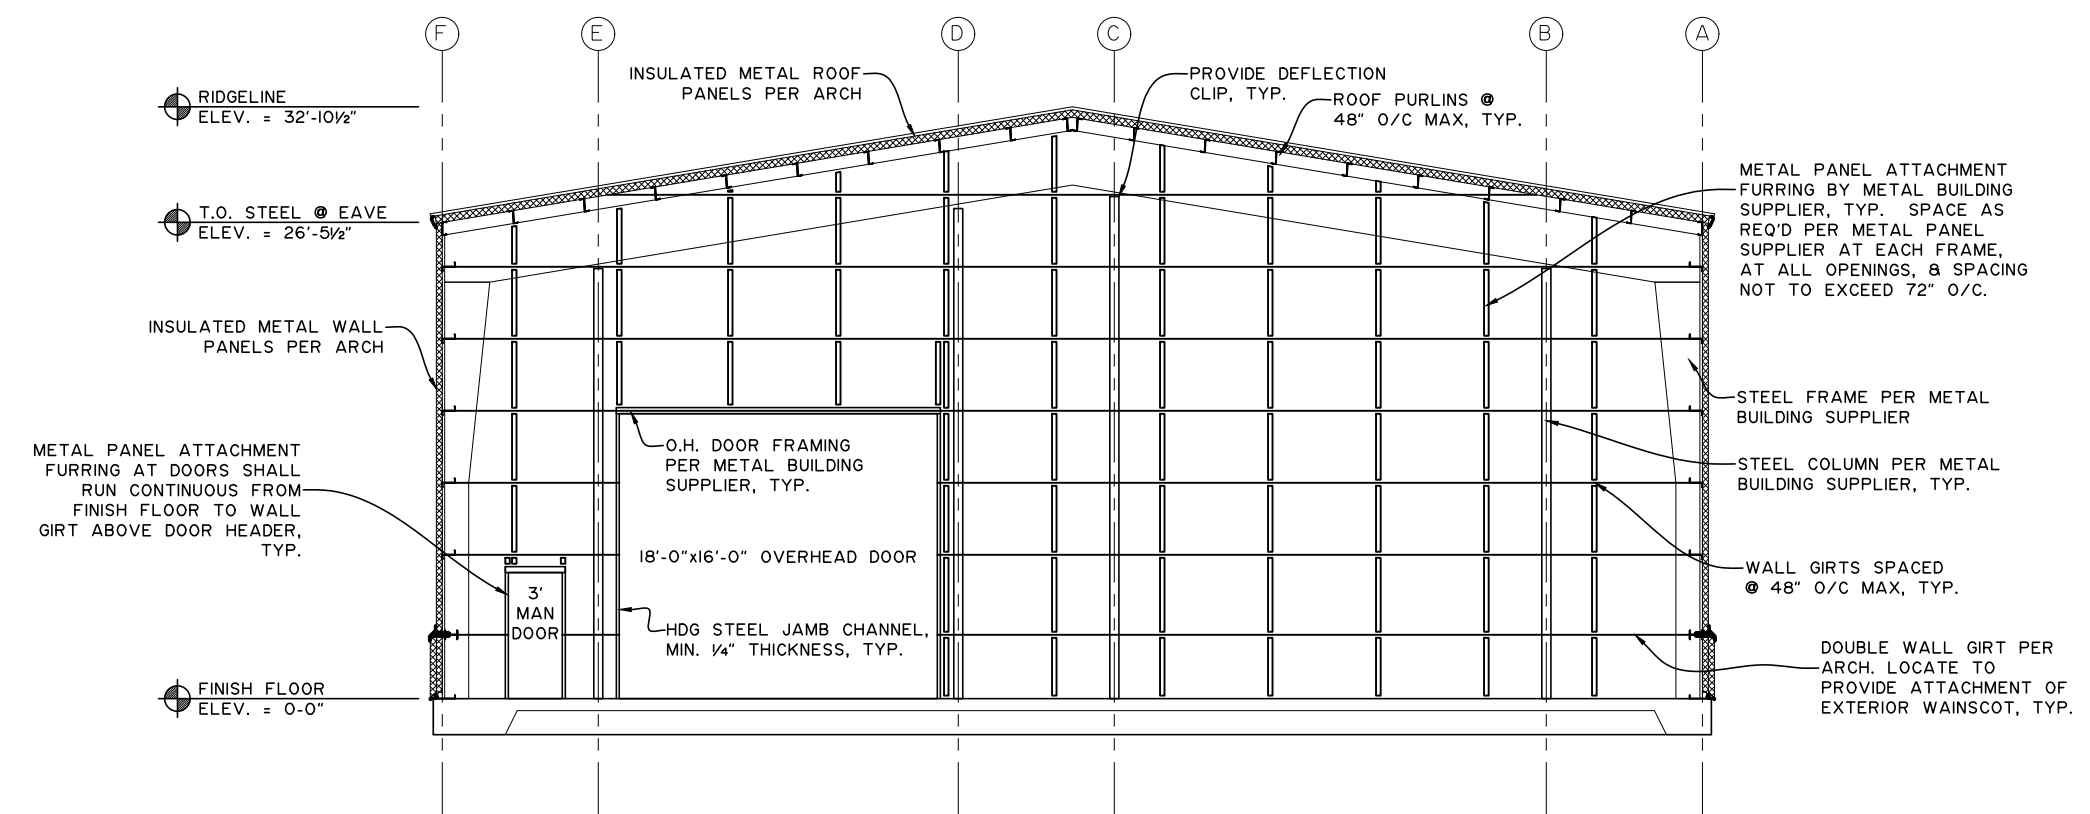 F
E
D
C
B
A
RIDGELINE
ELEV. = 32'-10½"
INSULATED METAL ROOF
PANELS PER ARCH
PROVIDE DEFLECTION
CLIP, TYP.
ROOF PURLINS @
48" O/C MAX, TYP.
T.O. STEEL @ EAVE
ELEV. = 26'-5½"
METAL PANEL ATTACHMENT
FURRING BY METAL BUILDING
SUPPLIER, TYP.  SPACE AS
REQ'D PER METAL PANEL
SUPPLIER AT EACH FRAME,
AT ALL OPENINGS, & SPACING
NOT TO EXCEED 72" O/C.
INSULATED METAL WALL
PANELS PER ARCH
STEEL FRAME PER METAL
BUILDING SUPPLIER
METAL PANEL ATTACHMENT
FURRING AT DOORS SHALL
RUN CONTINUOUS FROM
FINISH FLOOR TO WALL
GIRT ABOVE DOOR HEADER,
TYP.
O.H. DOOR FRAMING
PER METAL BUILDING
SUPPLIER, TYP.
STEEL COLUMN PER METAL
BUILDING SUPPLIER, TYP.
18'-0"x16'-0" OVERHEAD DOOR
WALL GIRTS SPACED
@ 48" O/C MAX, TYP.
3'
MAN
DOOR
HDG STEEL JAMB CHANNEL,
MIN. ¼" THICKNESS, TYP.
DOUBLE WALL GIRT PER
ARCH. LOCATE TO
PROVIDE ATTACHMENT OF
EXTERIOR WAINSCOT, TYP.
FINISH FLOOR
ELEV. = 0-0"